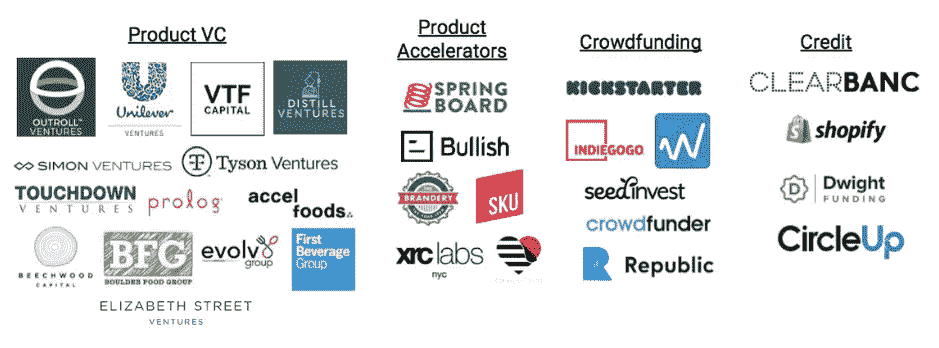 Product VC
OUTROLL
VENTURES
Unilever
VENTURES
VTF
CAPITAL
DISTILL
VENTURES
SIMON VENTURES
Tyson Ventures
TOUCHDOWN
VENTURES
prolog
accel
foods
BEECHWOOD
CAPITAL
BFG
BOULDER FOOD GROUP
evolv
group
First
Beverage
Group
ELIZABETH STREET
VENTURES
Product
Accelerators
SPRING
BOARD
Bullish
BRANDERY
SKU
xrc labs
nyc
Crowdfunding
KICKSTARTER
INDIEGOGO
seedinvest
crowdfunder
R Republic
Credit
CLEARBANC
shopify
D Dwight
FUNDING
CircleUp